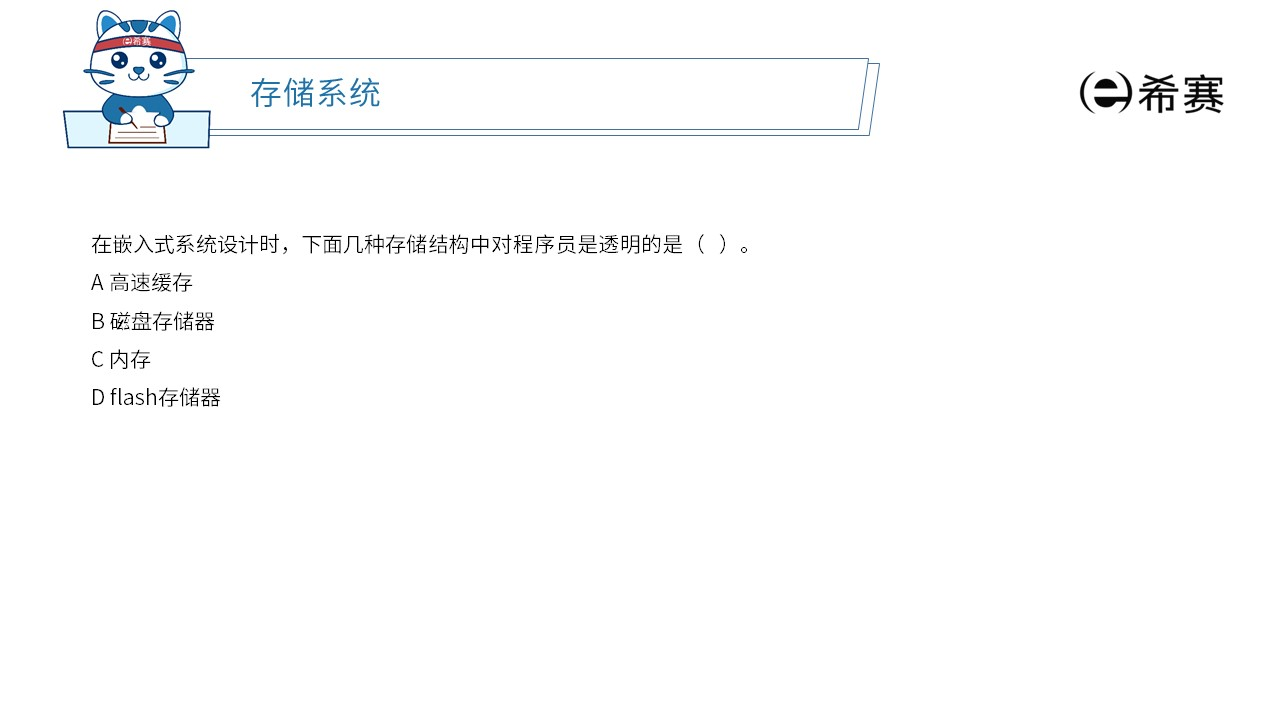 (e)希赛
存储系统
(e)希赛
在嵌入式系统设计时，下面几种存储结构中对程序员是透明的是（ ）。
A 高速缓存
B 磁盘存储器
C 内存
D flash存储器